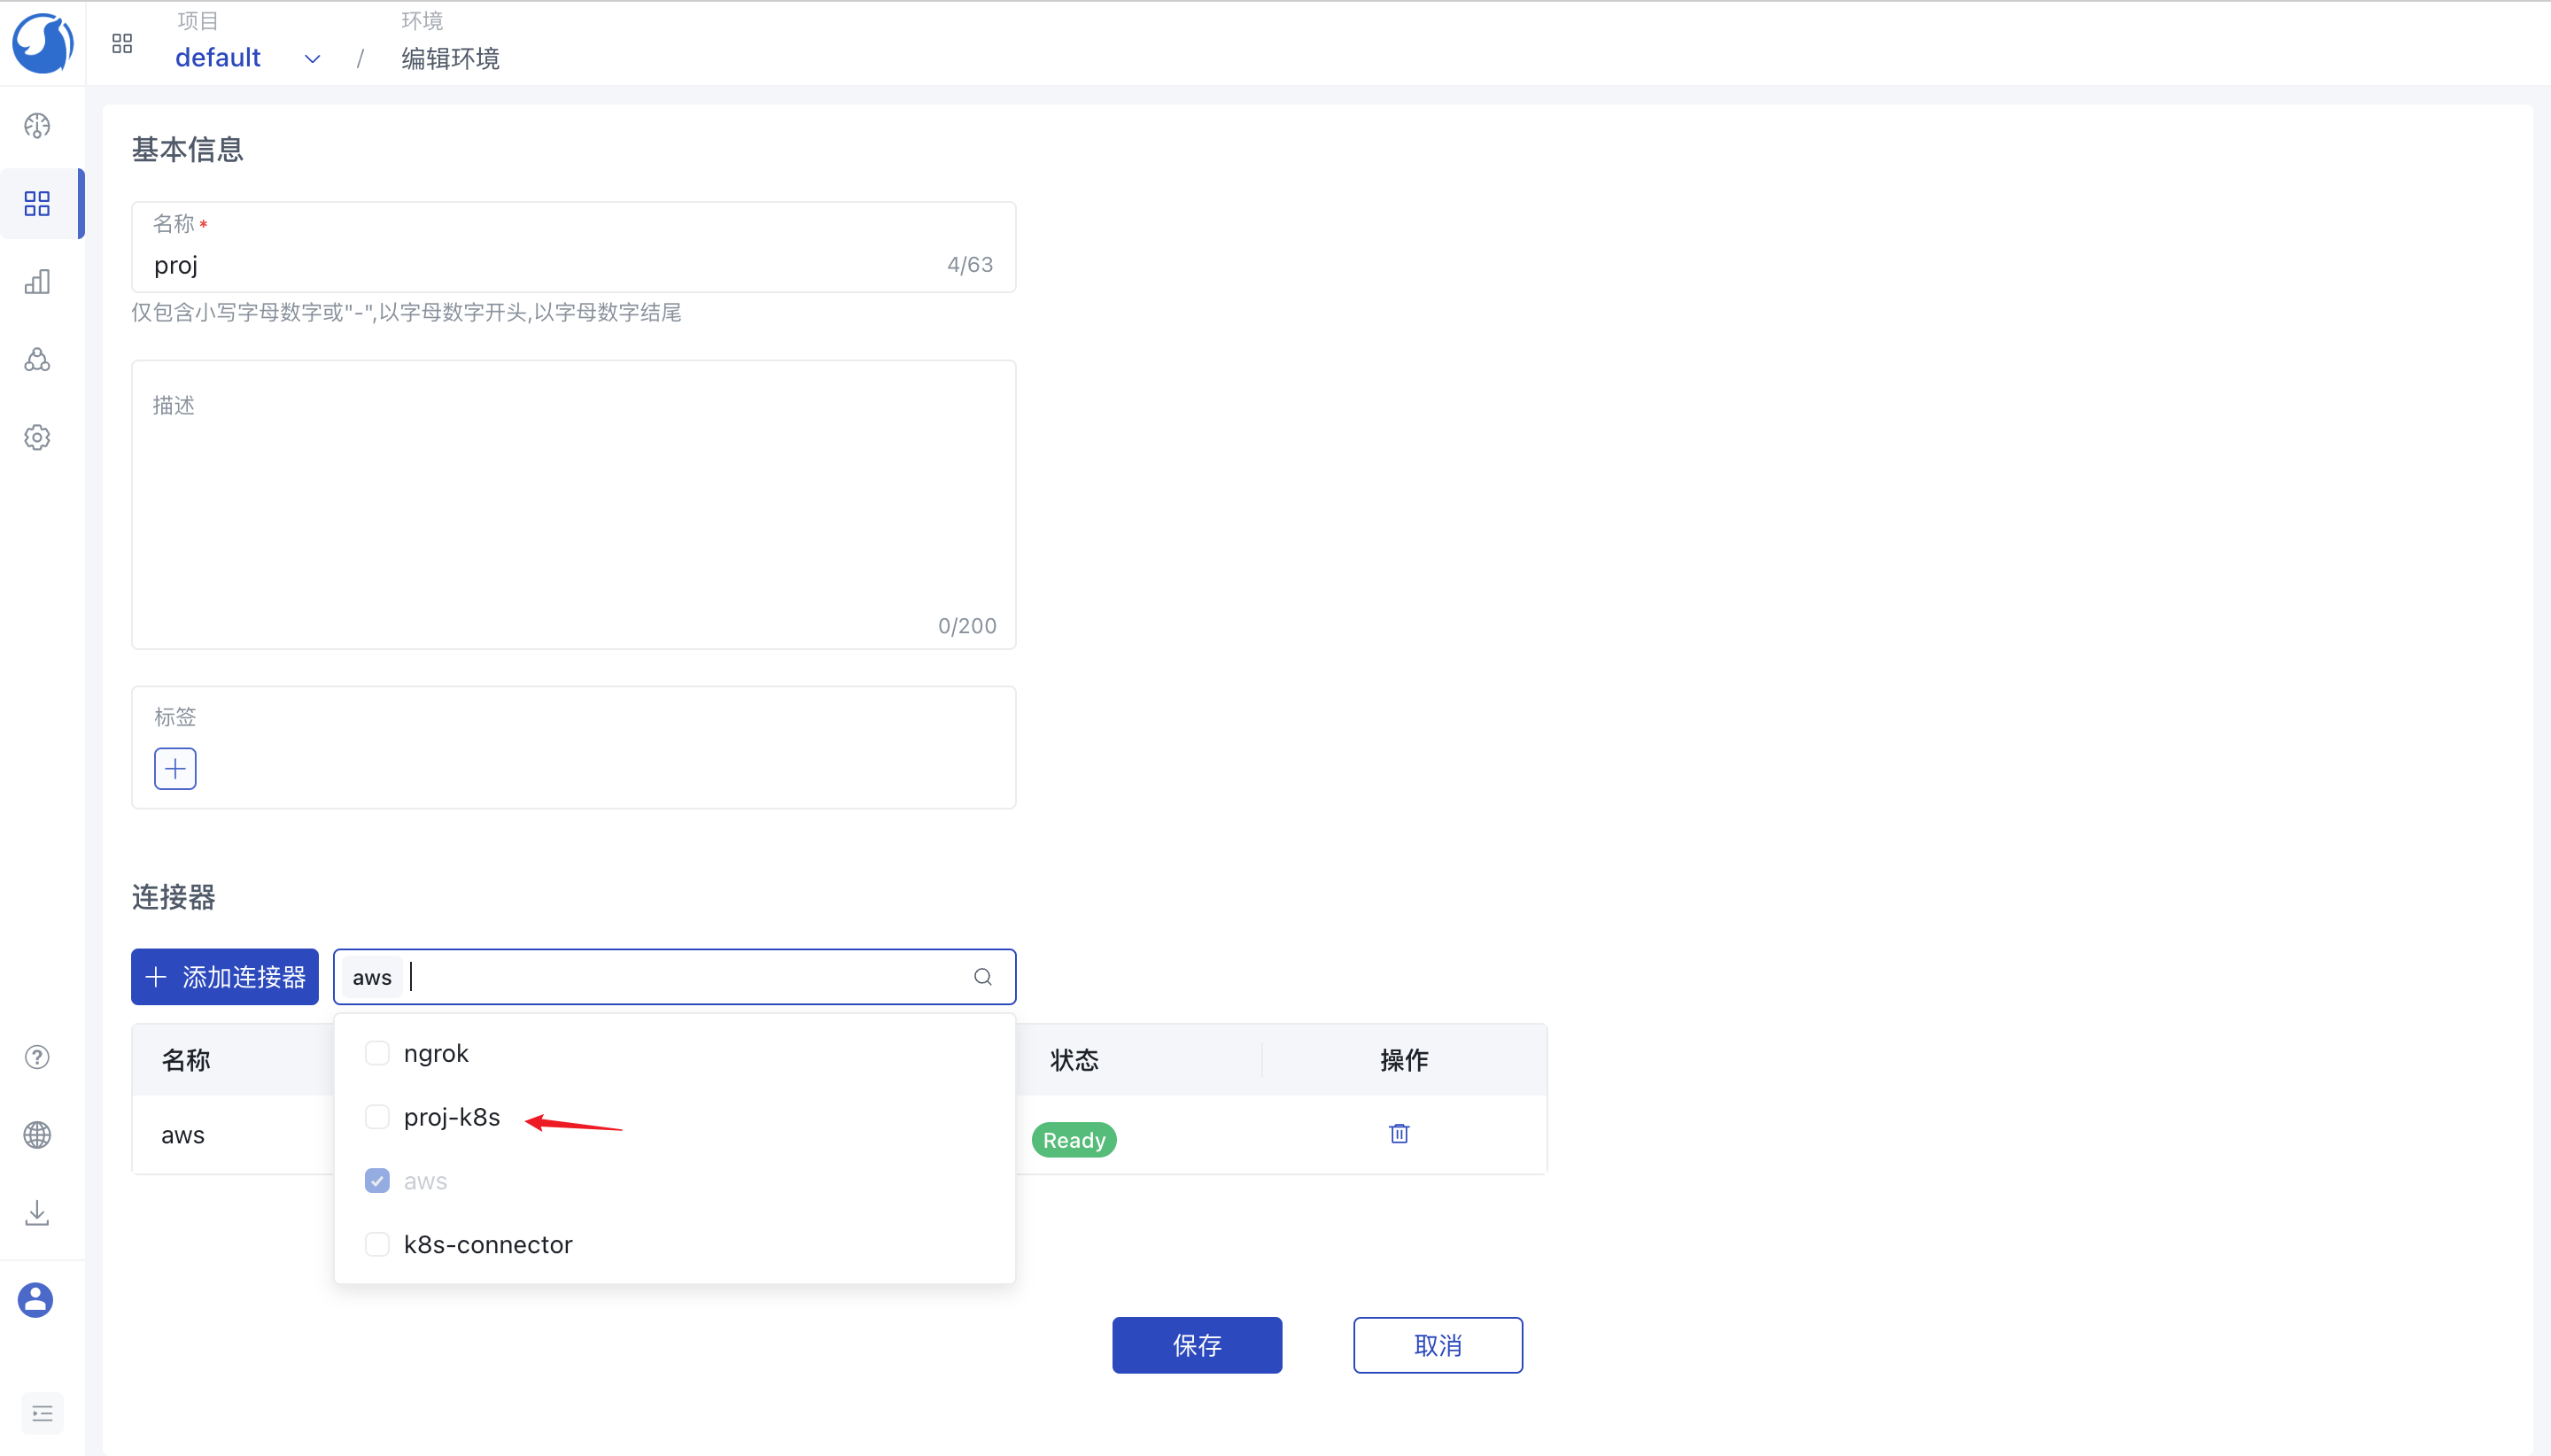 项目
default
/
环境
编辑环境
基本信息
名称 *
proj
4/63
仅包含小写字母数字或"-",以字母数字开头,以字母数字结尾
描述
0/200
标签
连接器
添加连接器
aws
名称
状态
操作
ngrok
proj-k8s
aws
Ready
aws
k8s-connector
保存
取消